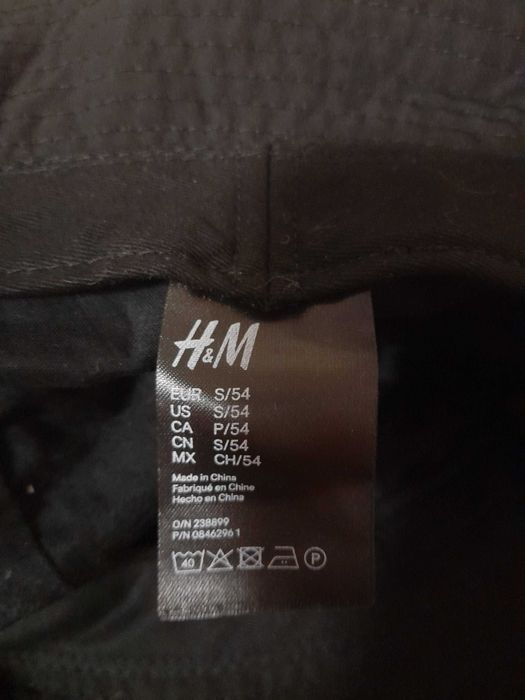 H&M
EUR S/54
US S/54
CA P/54
CN S/54
MX CH/54
Made in China
Fabriqué en Chine
Hecho en China
O/N 238899
P/N 08462961
40 P